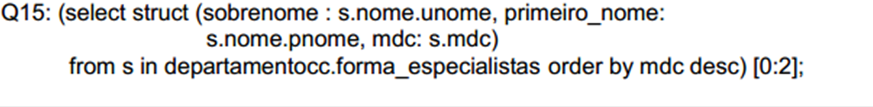 Q15: (select struct (sobrenome : s.nome.unome, primeiro_nome:
s.nome.pnome, mdc: s.mdc)
from s in departamentocc.forma_especialistas order by mdc desc) [0:2];